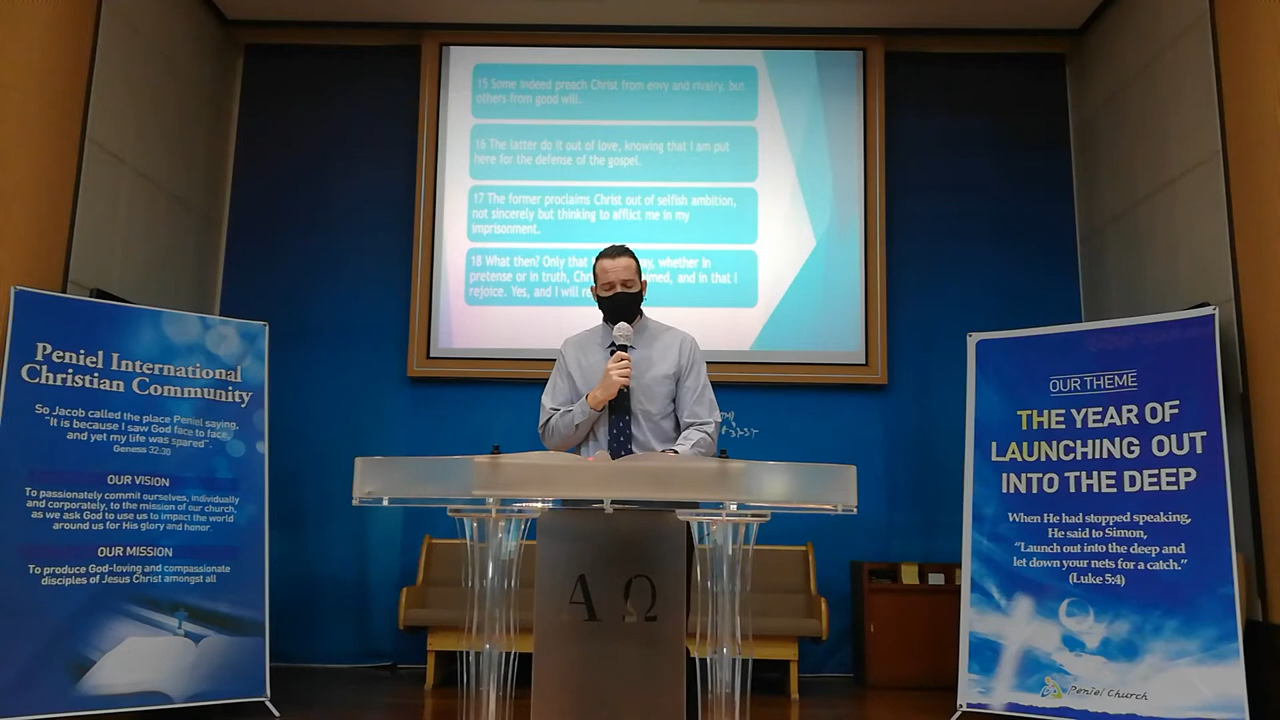 15 Some indeed preach Christ from envy and rivalry, but
others from good will.
16 The latter do it out of love, knowing that I am put
here for the defense of the gospel.
17 The former proclaims Christ out of selfish ambition,
not sincerely but thinking to afflict me in my
imprisonment.
18 What then? Only that whether in
pretense or in truth, and in that I
rejoice. Yes, and I will
Peniel International
Christian Community
So Jacob called the place Peniel saying,
"It is because I saw God face to face,
and yet my life was spared".
Geness 32:30
OUR VISION
To passionately commit ourselves, individually
and corporately, to the mission of our church,
as we ask God to use us to impact the world
around us for His glory and honor.
OUR MISSION
To produce God-loving and compassionate
disciples of Jesus Christ amongst all
Α Ω
OUR THEME
THE YEAR OF
LAUNCHING OUT
INTO THE DEEP
When He had stopped speaking,
He said to Simon,
"Launch out into the deep and
let down your nets for a catch."
(Luke 5:4)
Peniel Church